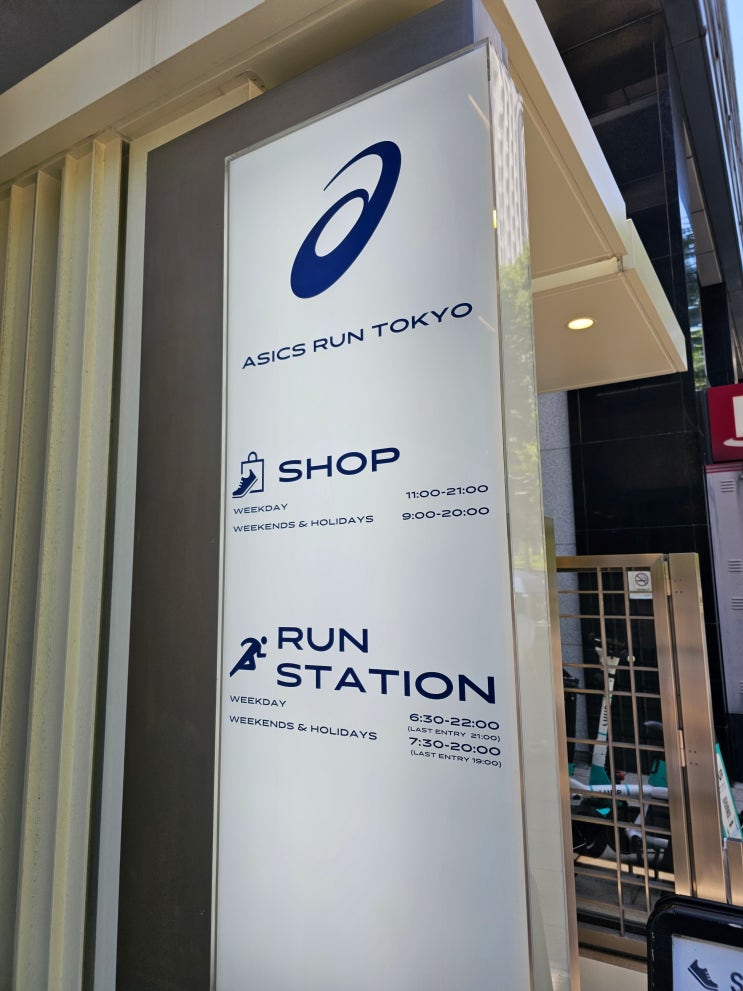 ASICS RUN TOKYO
SHOP
WEEKDAY 11:00-21:00
WEEKENDS & HOLIDAYS 9:00-20:00
RUN
STATION
WEEKDAY 6:30-22:00
(LAST ENTRY 21:00)
WEEKENDS & HOLIDAYS 7:30-20:00
(LAST ENTRY 19:00)